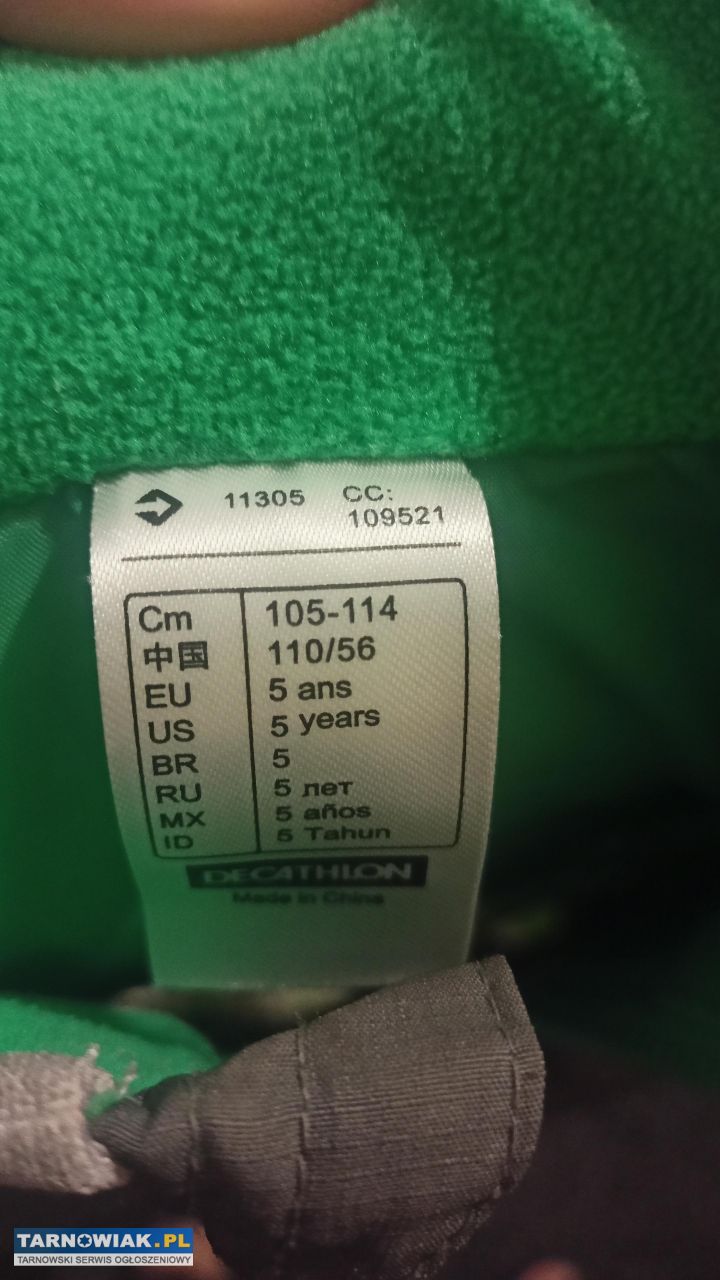 11305 CC:
109521
Cm 105-114
中国 110/56
EU 5 ans
US 5 years
BR 5
RU 5 лет
MX 5 años
ID 5 Tahun
DECATHLON
Made in China
TARNOWIAK.PL
TARNOWSKI SERWIS OGŁOSZENIOWY